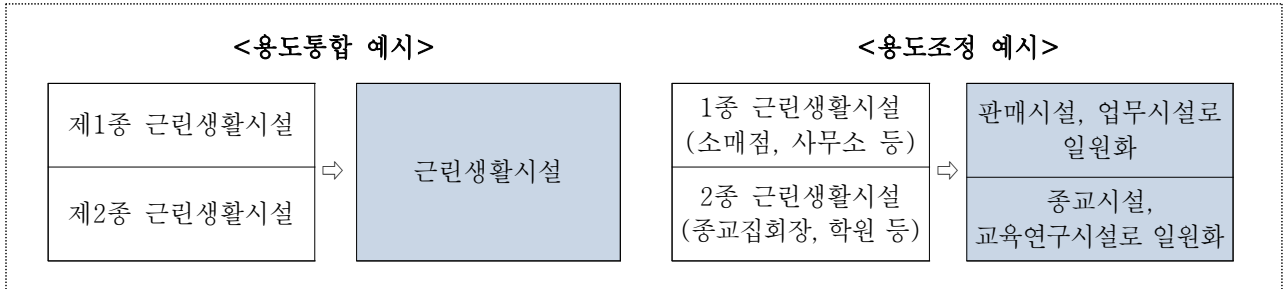 <용도통합 예시>
제1종 근린생활시설
제2종 근린생활시설
⇨
근린생활시설
<용도조정 예시>
1종 근린생활시설
(소매점, 사무소 등)
2종 근린생활시설
(종교집회장, 학원 등)
⇨
판매시설, 업무시설로
일원화
종교시설,
교육연구시설로 일원화